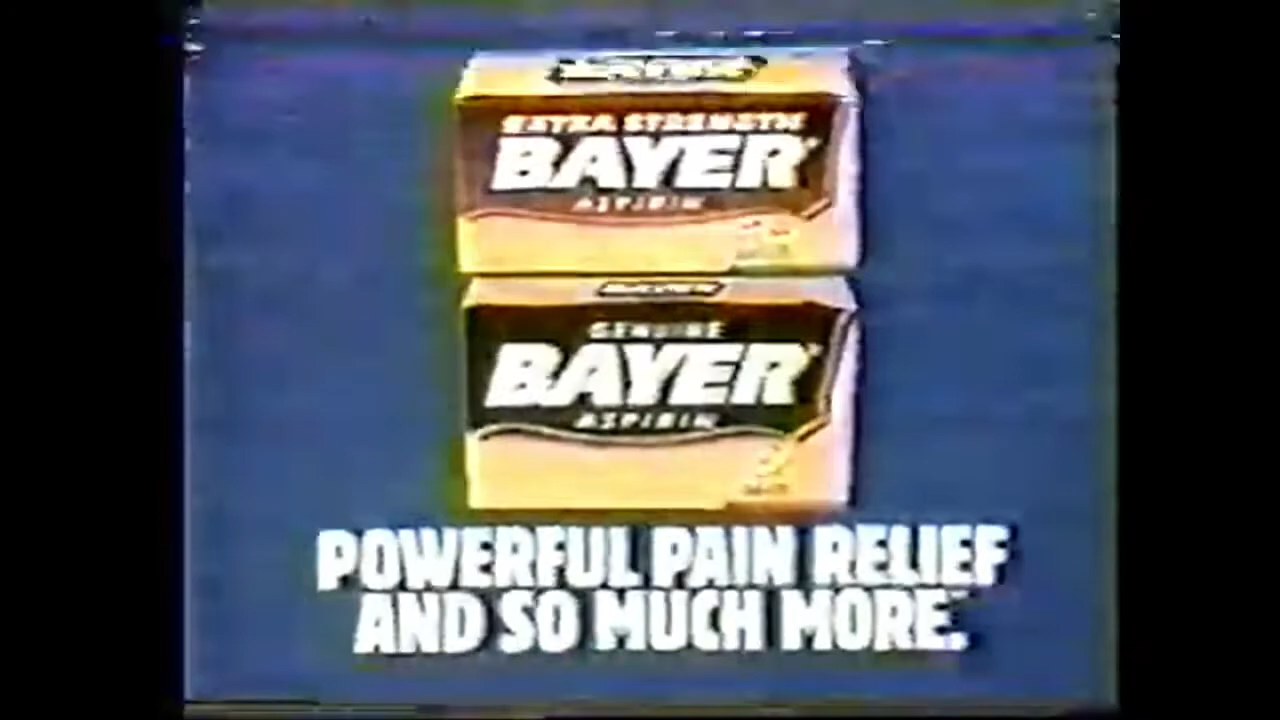 EXTRA STRENGTH
BAYER
ASPIRIN
GENUINE
BAYER
ASPIRIN
POWERFUL PAIN RELIEF
AND SO MUCH MORE.